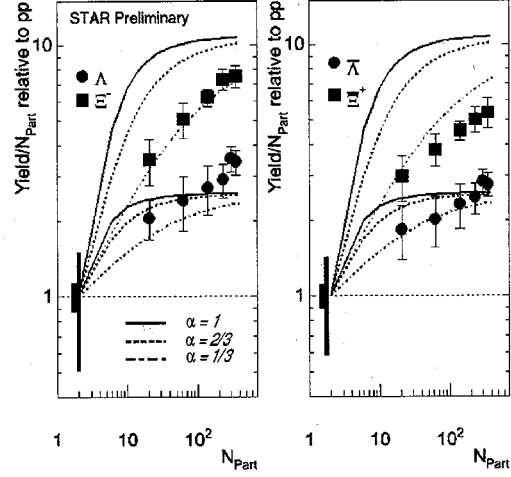 STAR Preliminary
Yield/N_Part relative to pp
10
1
Λ
Ξ⁻
α = 1
α = 2/3
α = 1/3
1
10
10²
N_Part
Yield/N_Part relative to pp
10
1
Λ̅
Ξ̅⁺
1
10
10²
N_Part